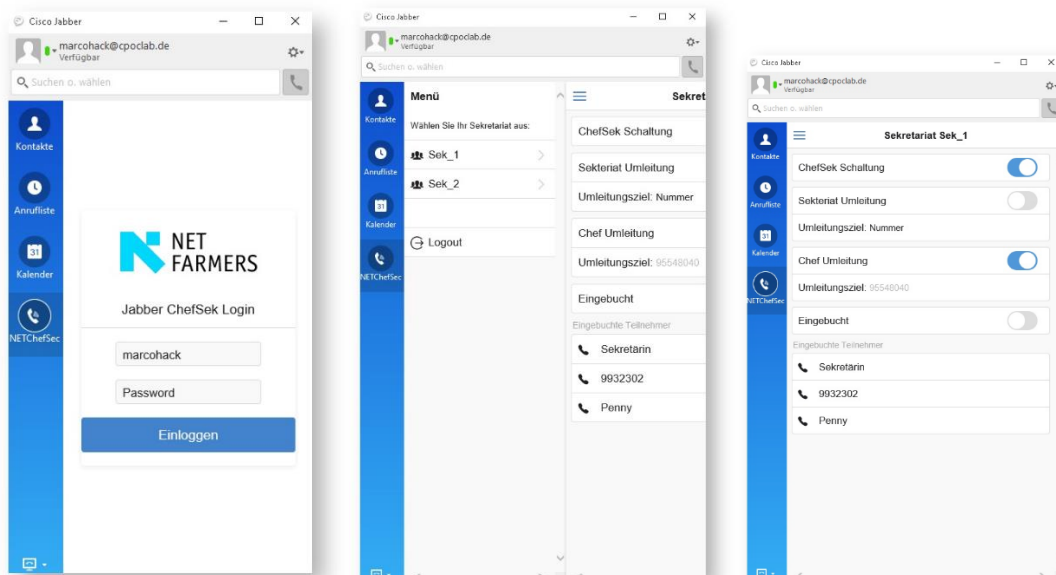 Cisco Jabber
marcohack@cpoclab.de
Verfügbar
Suchen o. wählen
Kontakte
Anrufliste
31
Kalender
NETChefSec
NET
FARMERS
Jabber ChefSek Login
marcohack
Password
Einloggen
Cisco Jabber
marcohack@cpoclab.de
Verfügbar
Suchen o. wählen
Kontakte
Anrufliste
31
Kalender
NETChefSec
Menü
Wählen Sie Ihr Sekretariat aus:
Sek_1
Sek_2
Logout
Sekret
ChefSek Schaltung
Sekteriat Umleitung
Umleitungsziel: Nummer
Chef Umleitung
Umleitungsziel: 95548040
Eingebucht
Eingebuchte Teilnehmer
Sekretärin
9932302
Penny
Cisco Jabber
marcohack@cpoclab.de
Verfügbar
Suchen o. wählen
Kontakte
Anrufliste
31
Kalender
NETChefSec
Sekretariat Sek_1
ChefSek Schaltung
Sekteriat Umleitung
Umleitungsziel: Nummer
Chef Umleitung
Umleitungsziel: 95548040
Eingebucht
Eingebuchte Teilnehmer
Sekretärin
9932302
Penny